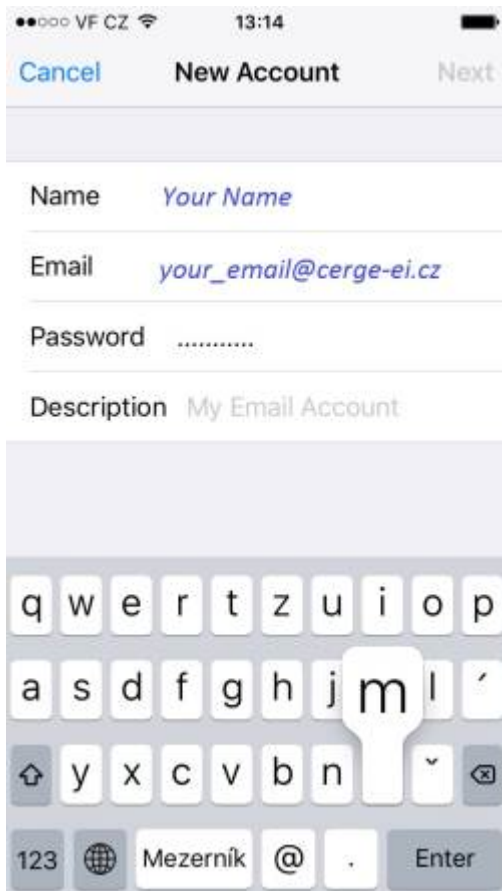 VF CZ 13:14
Cancel New Account Next
Name Your Name
Email your_email@cerge-ei.cz
Password ...........
Description My Email Account
q w e r t z u i o p
a s d f g h j m l ´
y x c v b n ˇ
123 Mezerník @ . Enter